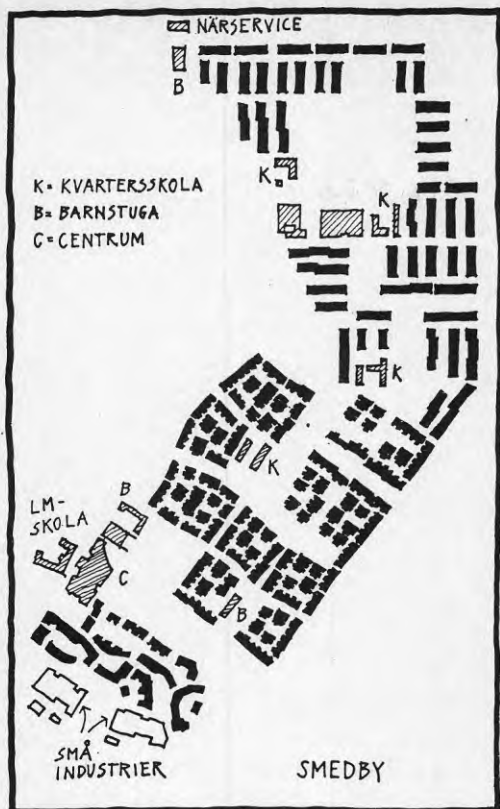 NÄRSERVICE
B
K
K = KVARTERSSKOLA
B = BARNSTUGA
C = CENTRUM
K
K
K
B
LM-
SKOLA
C
B
SMÅ
INDUSTRIER
SMEDBY